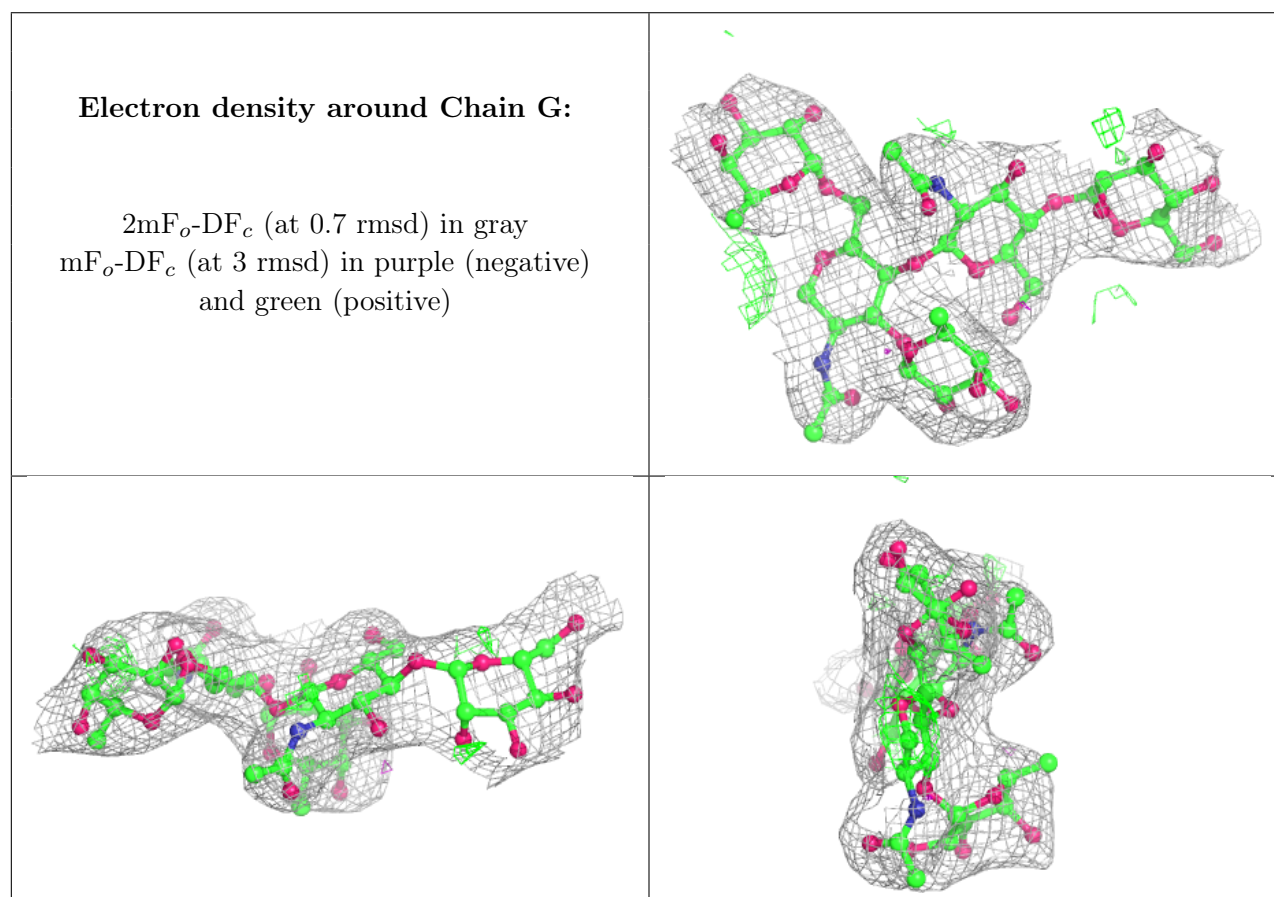 Electron density around Chain G:
2mFo-DFc (at 0.7 rmsd) in gray
mFo-DFc (at 3 rmsd) in purple (negative)
and green (positive)